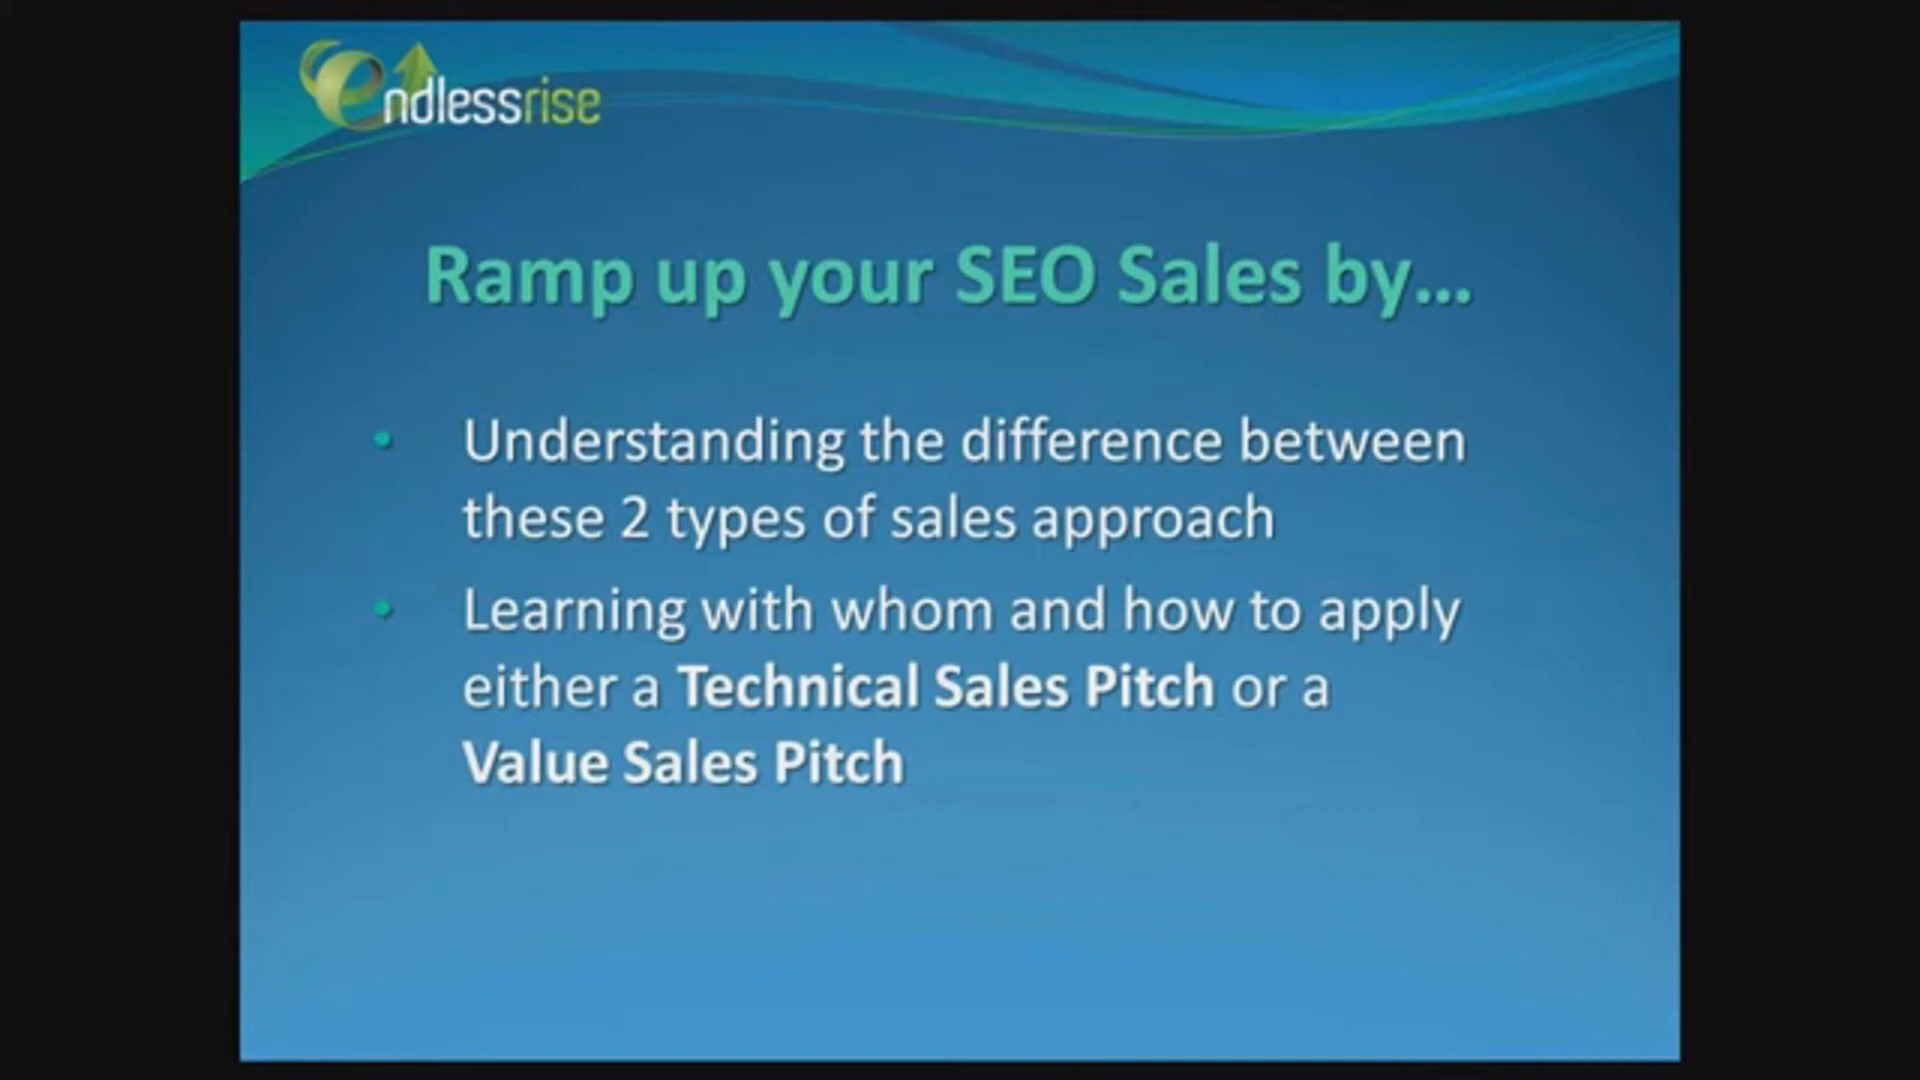 endlessrise
Ramp up your SEO Sales by...
• Understanding the difference between
these 2 types of sales approach
• Learning with whom and how to apply
either a Technical Sales Pitch or a
Value Sales Pitch